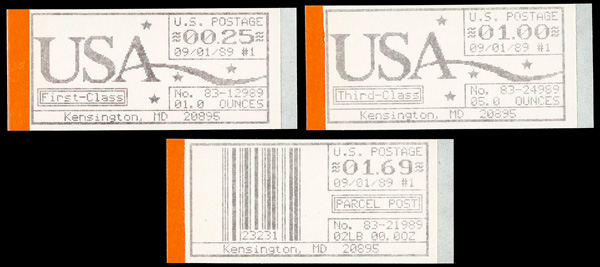 U.S. POSTAGE
00.25
09/01/89 #1
USA
No. 83-12989
First-Class
01.0 OUNCES
Kensington, MD 20895
U.S. POSTAGE
01.00
09/01/89 #1
USA
No. 83-24989
Third-Class
05.0 OUNCES
Kensington, MD 20895
U.S. POSTAGE
01.69
09/01/89 #1
PARCEL POST
No. 83-21989
23231
02LB 00.0OZ
Kensington, MD 20895